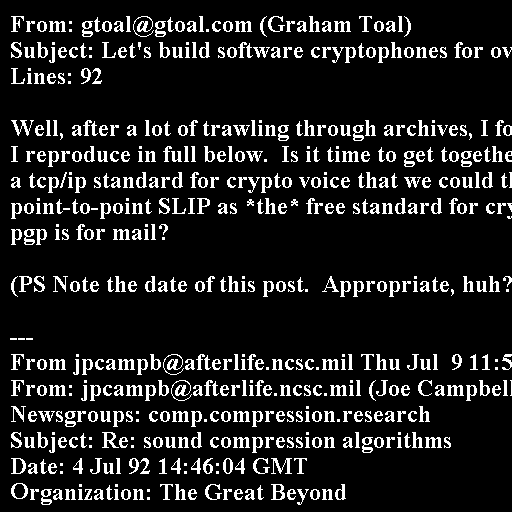 From: gtoal@gtoal.com (Graham Toal)
Subject: Let's build software cryptophones for ov
Lines: 92
Well, after a lot of trawling through archives, I fo
I reproduce in full below.  Is it time to get togethe
a tcp/ip standard for crypto voice that we could th
point-to-point SLIP as *the* free standard for cry
pgp is for mail?
(PS Note the date of this post.  Appropriate, huh?
---
From jpcampb@afterlife.ncsc.mil Thu Jul  9 11:5
From: jpcampb@afterlife.ncsc.mil (Joe Campbell
Newsgroups: comp.compression.research
Subject: Re: sound compression algorithms
Date: 4 Jul 92 14:46:04 GMT
Organization: The Great Beyond